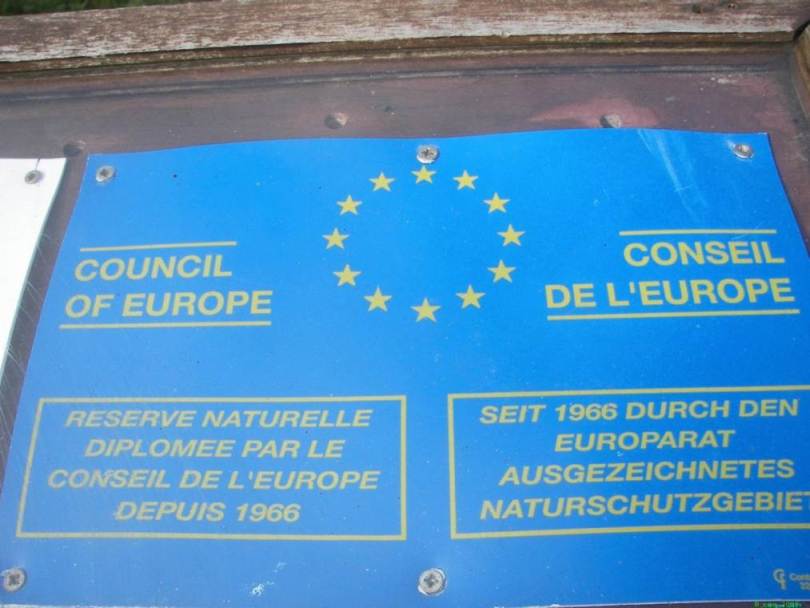 COUNCIL
OF EUROPE
CONSEIL
DE L'EUROPE
RESERVE NATURELLE
DIPLOMEE PAR LE
CONSEIL DE L'EUROPE
DEPUIS 1966
SEIT 1966 DURCH DEN
EUROPARAT
AUSGEZEICHNETES
NATURSCHUTZGEBIE